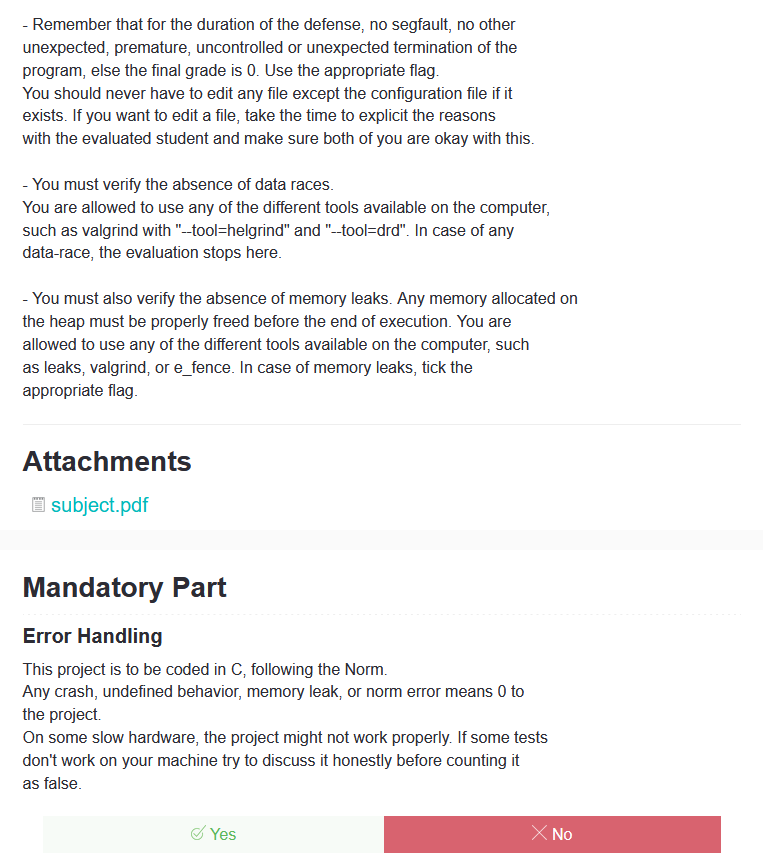 - Remember that for the duration of the defense, no segfault, no other
unexpected, premature, uncontrolled or unexpected termination of the
program, else the final grade is 0. Use the appropriate flag.
You should never have to edit any file except the configuration file if it
exists. If you want to edit a file, take the time to explicit the reasons
with the evaluated student and make sure both of you are okay with this.
- You must verify the absence of data races.
You are allowed to use any of the different tools available on the computer,
such as valgrind with "--tool=helgrind" and "--tool=drd". In case of any
data-race, the evaluation stops here.
- You must also verify the absence of memory leaks. Any memory allocated on
the heap must be properly freed before the end of execution. You are
allowed to use any of the different tools available on the computer, such
as leaks, valgrind, or e_fence. In case of memory leaks, tick the
appropriate flag.
Attachments
subject.pdf
Mandatory Part
Error Handling
This project is to be coded in C, following the Norm.
Any crash, undefined behavior, memory leak, or norm error means 0 to
the project.
On some slow hardware, the project might not work properly. If some tests
don't work on your machine try to discuss it honestly before counting it
as false.
Yes
No